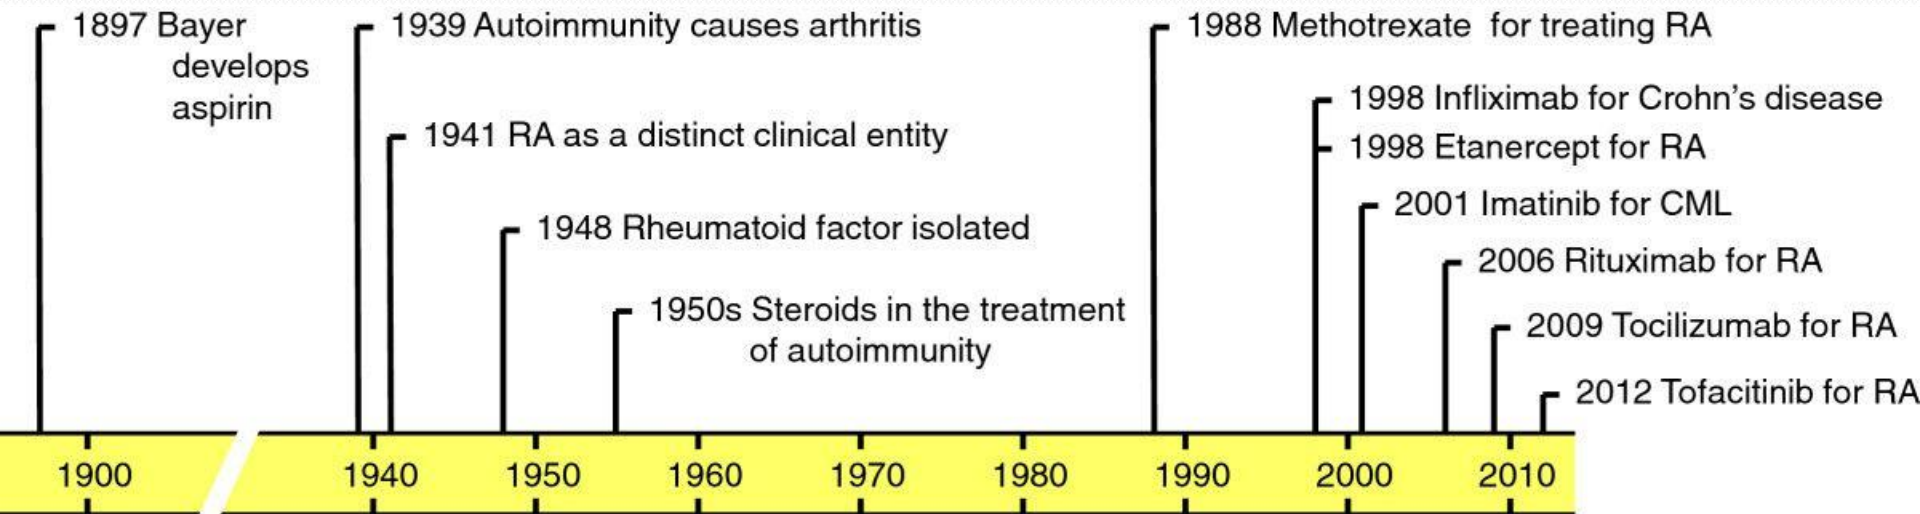 1897 Bayer
develops
aspirin
1939 Autoimmunity causes arthritis
1941 RA as a distinct clinical entity
1948 Rheumatoid factor isolated
1950s Steroids in the treatment
of autoimmunity
1988 Methotrexate for treating RA
1998 Infliximab for Crohn’s disease
1998 Etanercept for RA
2001 Imatinib for CML
2006 Rituximab for RA
2009 Tocilizumab for RA
2012 Tofacitinib for RA
1900 1940 1950 1960 1970 1980 1990 2000 2010